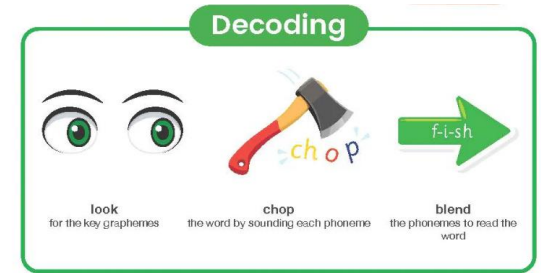 Decoding
ch o p
f-i-sh
look
for the key graphemes
chop
the word by sounding each phoneme
blend
the phonemes to read the
word